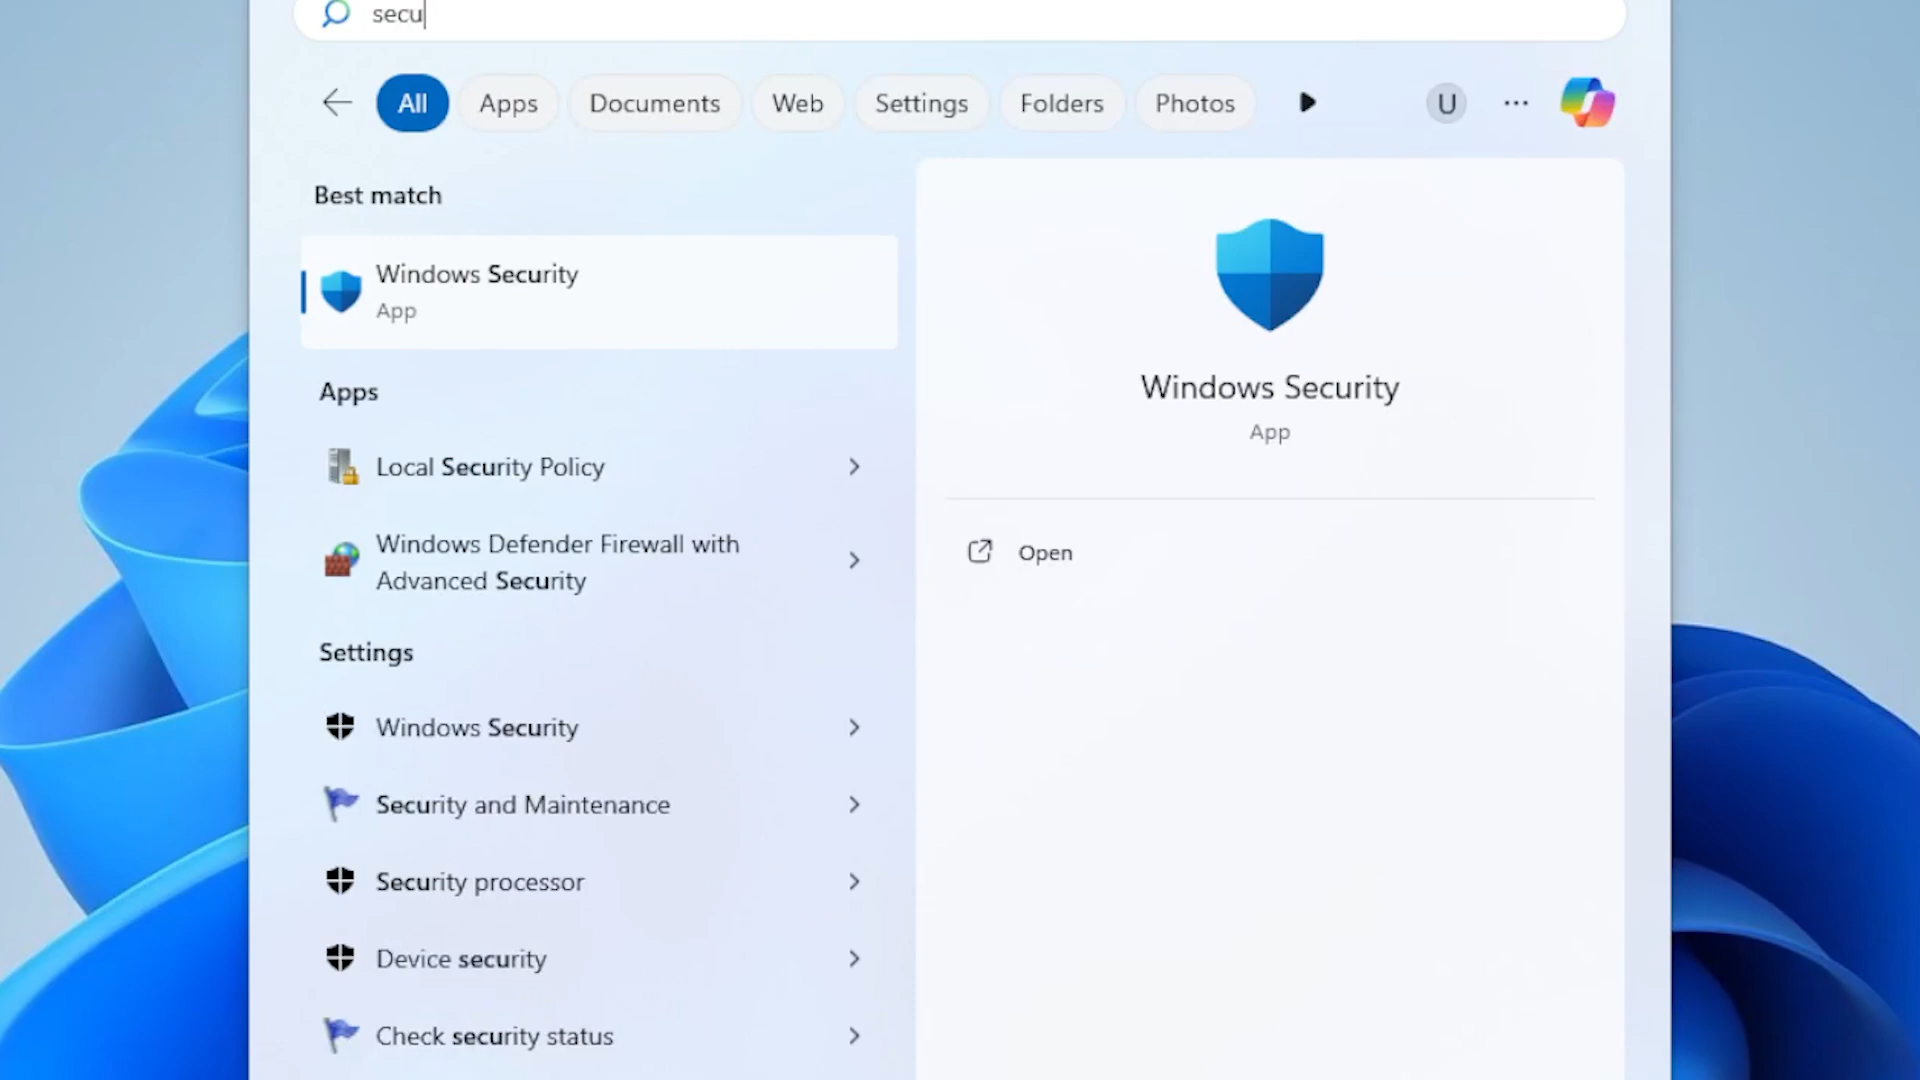 secu
All Apps Documents Web Settings Folders Photos U
Best match
Windows Security
App
Apps
Local Security Policy
Windows Defender Firewall with
Advanced Security
Settings
Windows Security
Security and Maintenance
Security processor
Device security
Check security status
Windows Security
App
Open